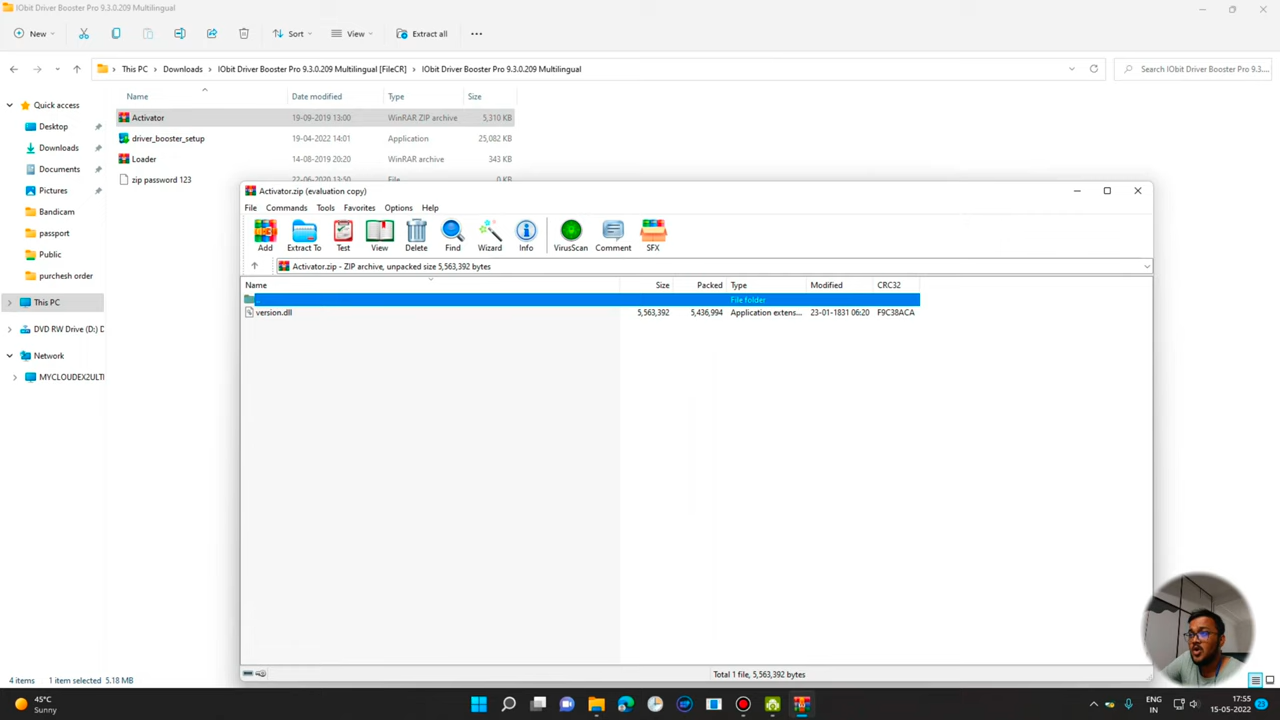 IObit Driver Booster Pro 9.3.0.209 Multilingual
New
Sort
View
Extract all
This PC > Downloads > IObit Driver Booster Pro 9.3.0.209 Multilingual [FileCR] > IObit Driver Booster Pro 9.3.0.209 Multilingual
Search IObit Driver Booster Pro 9.3....
Quick access
Desktop
Downloads
Documents
Pictures
Bandicam
passport
Public
purchesh order
This PC
DVD RW Drive (D:) D
Network
MYCLOUDEX2ULTI
Name Date modified Type Size
Activator 19-09-2019 13:00 WinRAR ZIP archive 5,310 KB
driver_booster_setup 19-04-2022 14:01 Application 25,082 KB
Loader 14-08-2019 20:20 WinRAR archive 343 KB
zip password 123 22-06-2020 13:50 File 0 KB
Activator.zip (evaluation copy)
File Commands Tools Favorites Options Help
Add Extract To Test View Delete Find Wizard Info VirusScan Comment SFX
Activator.zip - ZIP archive, unpacked size 5,563,392 bytes
Name Size Packed Type Modified CRC32
.. File folder
version.dll 5,563,392 5,436,994 Application extens... 23-01-1831 06:20 F9C38ACA
Total 1 file, 5,563,392 bytes
4 items 1 item selected 5.18 MB
45°C
Sunny
ENG
IN
17:55
15-05-2022